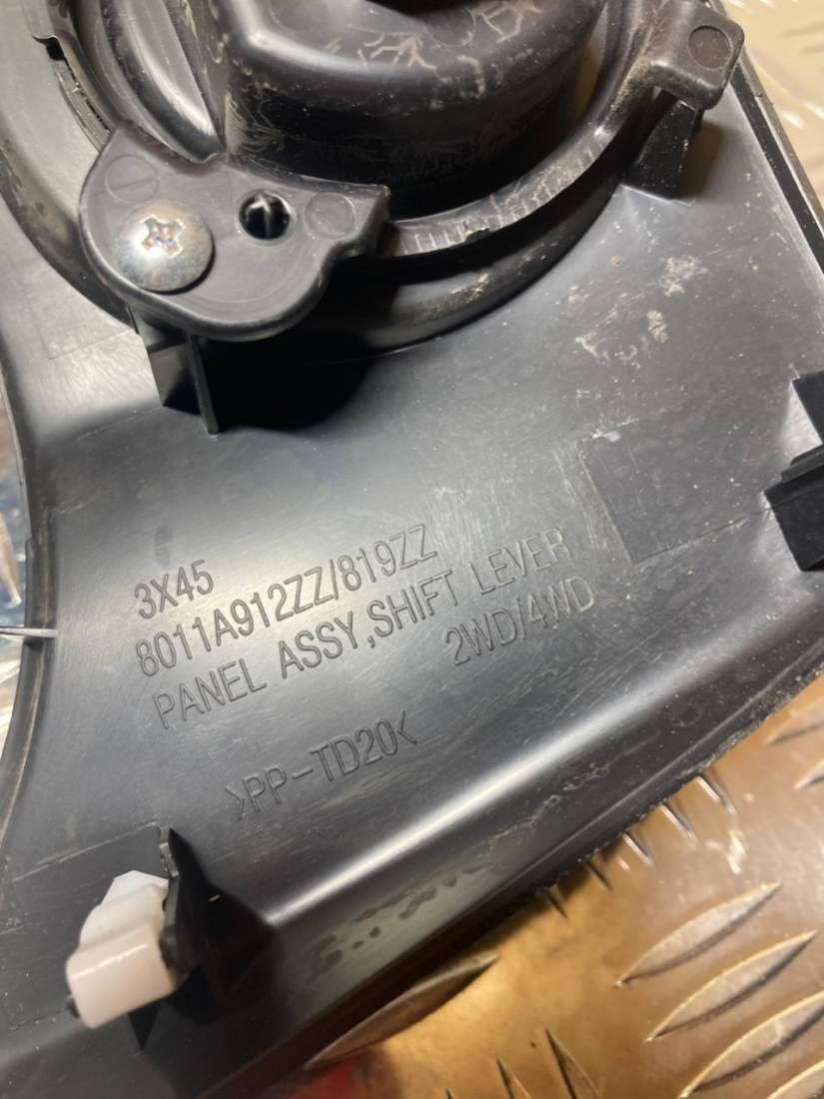 3X45
8011A912ZZ/819ZZ
PANEL ASSY,SHIFT LEVER
2WD/4WD
>PP-TD20<